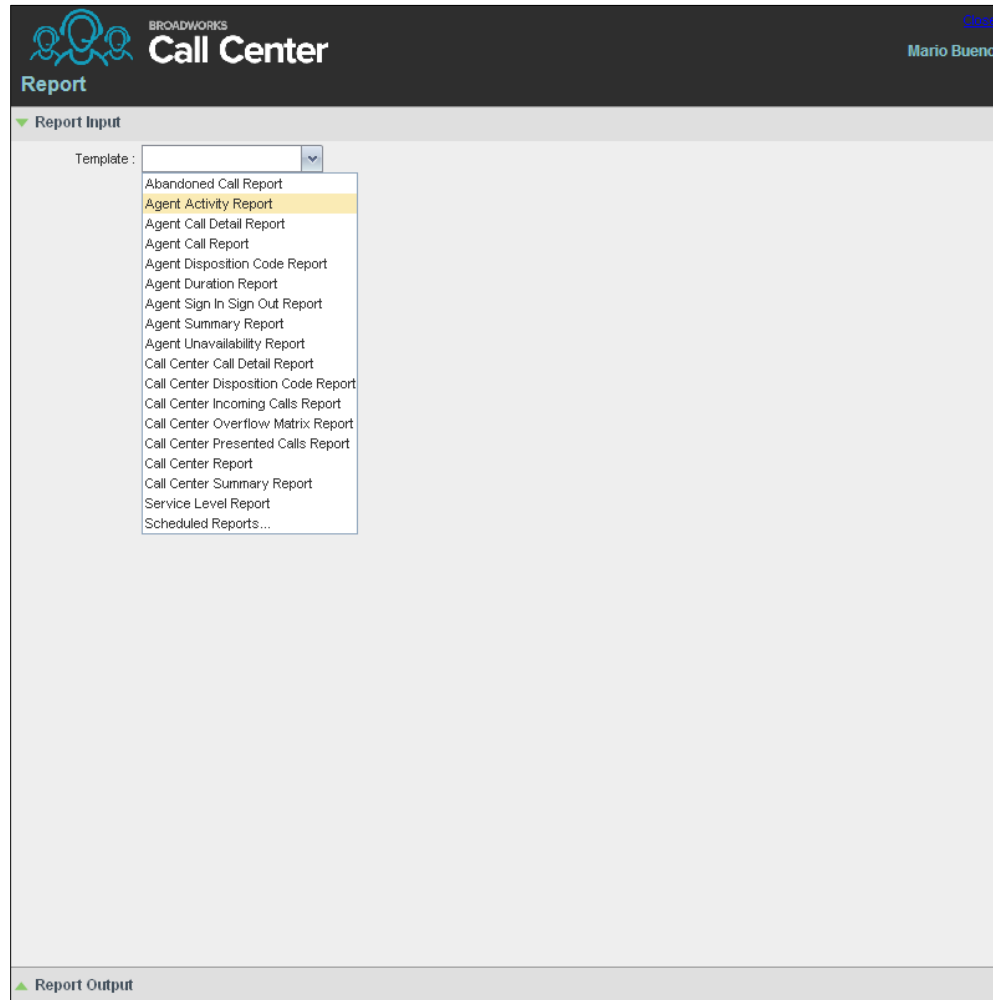 BROADWORKS
Call Center
Close
Mario Bueno
Report
Report Input
Template :
Abandoned Call Report
Agent Activity Report
Agent Call Detail Report
Agent Call Report
Agent Disposition Code Report
Agent Duration Report
Agent Sign In Sign Out Report
Agent Summary Report
Agent Unavailability Report
Call Center Call Detail Report
Call Center Disposition Code Report
Call Center Incoming Calls Report
Call Center Overflow Matrix Report
Call Center Presented Calls Report
Call Center Report
Call Center Summary Report
Service Level Report
Scheduled Reports...
Report Output